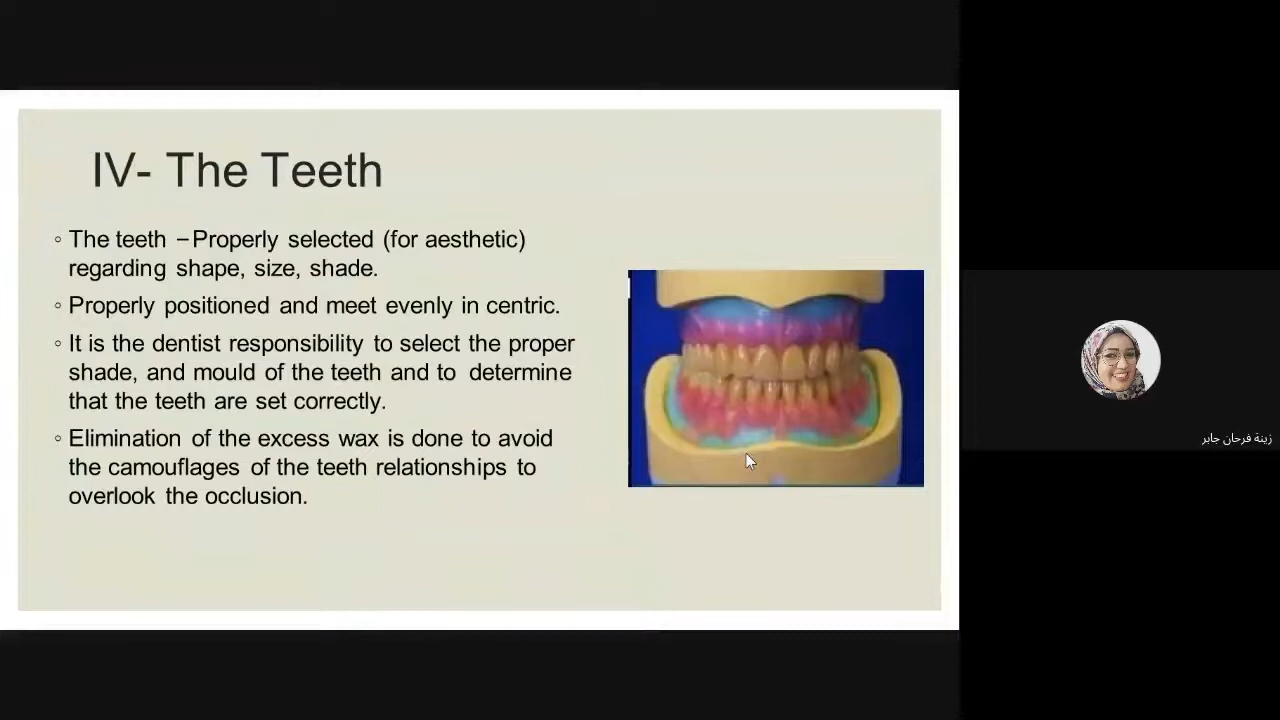 IV- The Teeth
◦ The teeth –Properly selected (for aesthetic)
regarding shape, size, shade.
◦ Properly positioned and meet evenly in centric.
◦ It is the dentist responsibility to select the proper
shade, and mould of the teeth and to determine
that the teeth are set correctly.
◦ Elimination of the excess wax is done to avoid
the camouflages of the teeth relationships to
overlook the occlusion.
زينة فرحان جابر